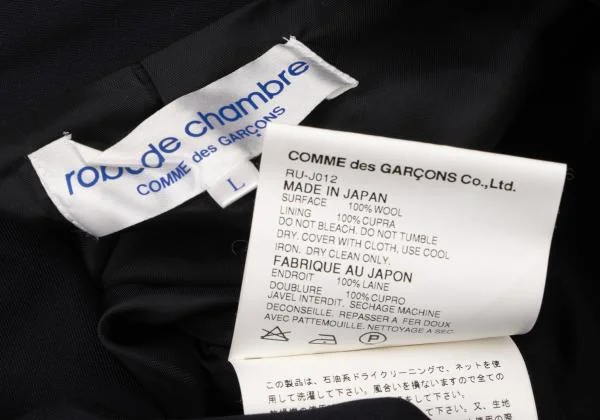 robe de chambre
COMME des GARÇONS
L
COMME des GARÇONS Co.,Ltd.
RU-J012
MADE IN JAPAN
SURFACE 100% WOOL
LINING 100% CUPRA
DO NOT BLEACH. DO NOT TUMBLE
DRY. COVER WITH CLOTH, USE COOL
IRON. DRY CLEAN ONLY.
FABRIQUE AU JAPON
ENDROIT 100% LAINE
DOUBLURE 100% CUPRO
JAVEL INTERDIT. SECHAGE MACHINE
DECONSEILLE. REPASSER A FER DOUX
AVEC PATTEMOUILLE. NETTOYAGE A SEC
P
この製品は、石油系ドライクリーニングで、ネットを使
用して洗濯して下さい。風合いを損ないますので全ての